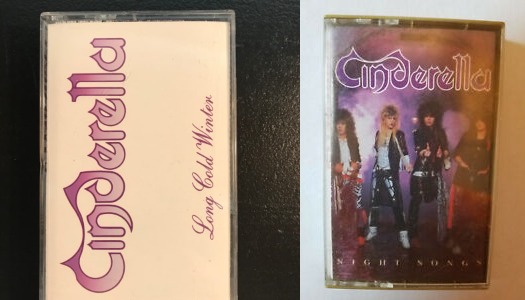 Cinderella
Long Cold Winter
Cinderella
NIGHT SONGS